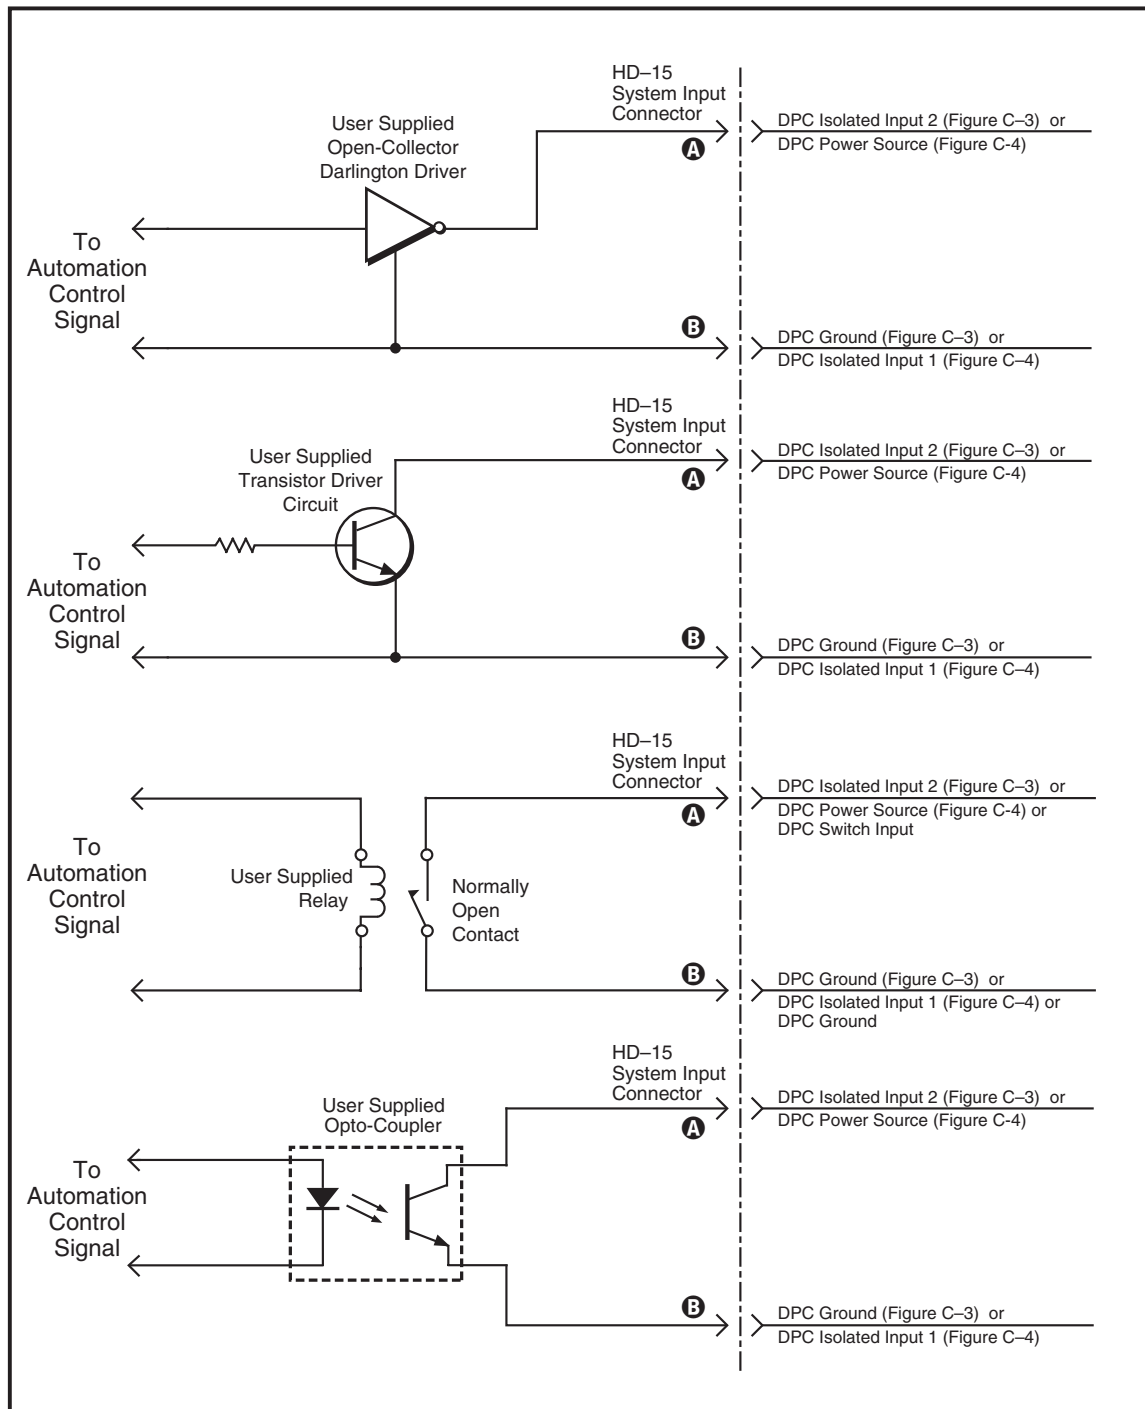 HD–15
System Input
Connector
User Supplied
Open-Collector
Darlington Driver
A
DPC Isolated Input 2 (Figure C–3) or
DPC Power Source (Figure C-4)
To
Automation
Control
Signal
B
DPC Ground (Figure C–3) or
DPC Isolated Input 1 (Figure C–4)
HD–15
System Input
Connector
User Supplied
Transistor Driver
Circuit
A
DPC Isolated Input 2 (Figure C–3) or
DPC Power Source (Figure C-4)
To
Automation
Control
Signal
B
DPC Ground (Figure C–3) or
DPC Isolated Input 1 (Figure C–4)
HD–15
System Input
Connector
A
DPC Isolated Input 2 (Figure C–3) or
DPC Power Source (Figure C-4) or
DPC Switch Input
To
Automation
Control
Signal
User Supplied
Relay
Normally
Open
Contact
B
DPC Ground (Figure C–3) or
DPC Isolated Input 1 (Figure C–4) or
DPC Ground
HD–15
System Input
Connector
User Supplied
Opto-Coupler
A
DPC Isolated Input 2 (Figure C–3) or
DPC Power Source (Figure C-4)
To
Automation
Control
Signal
B
DPC Ground (Figure C–3) or
DPC Isolated Input 1 (Figure C–4)